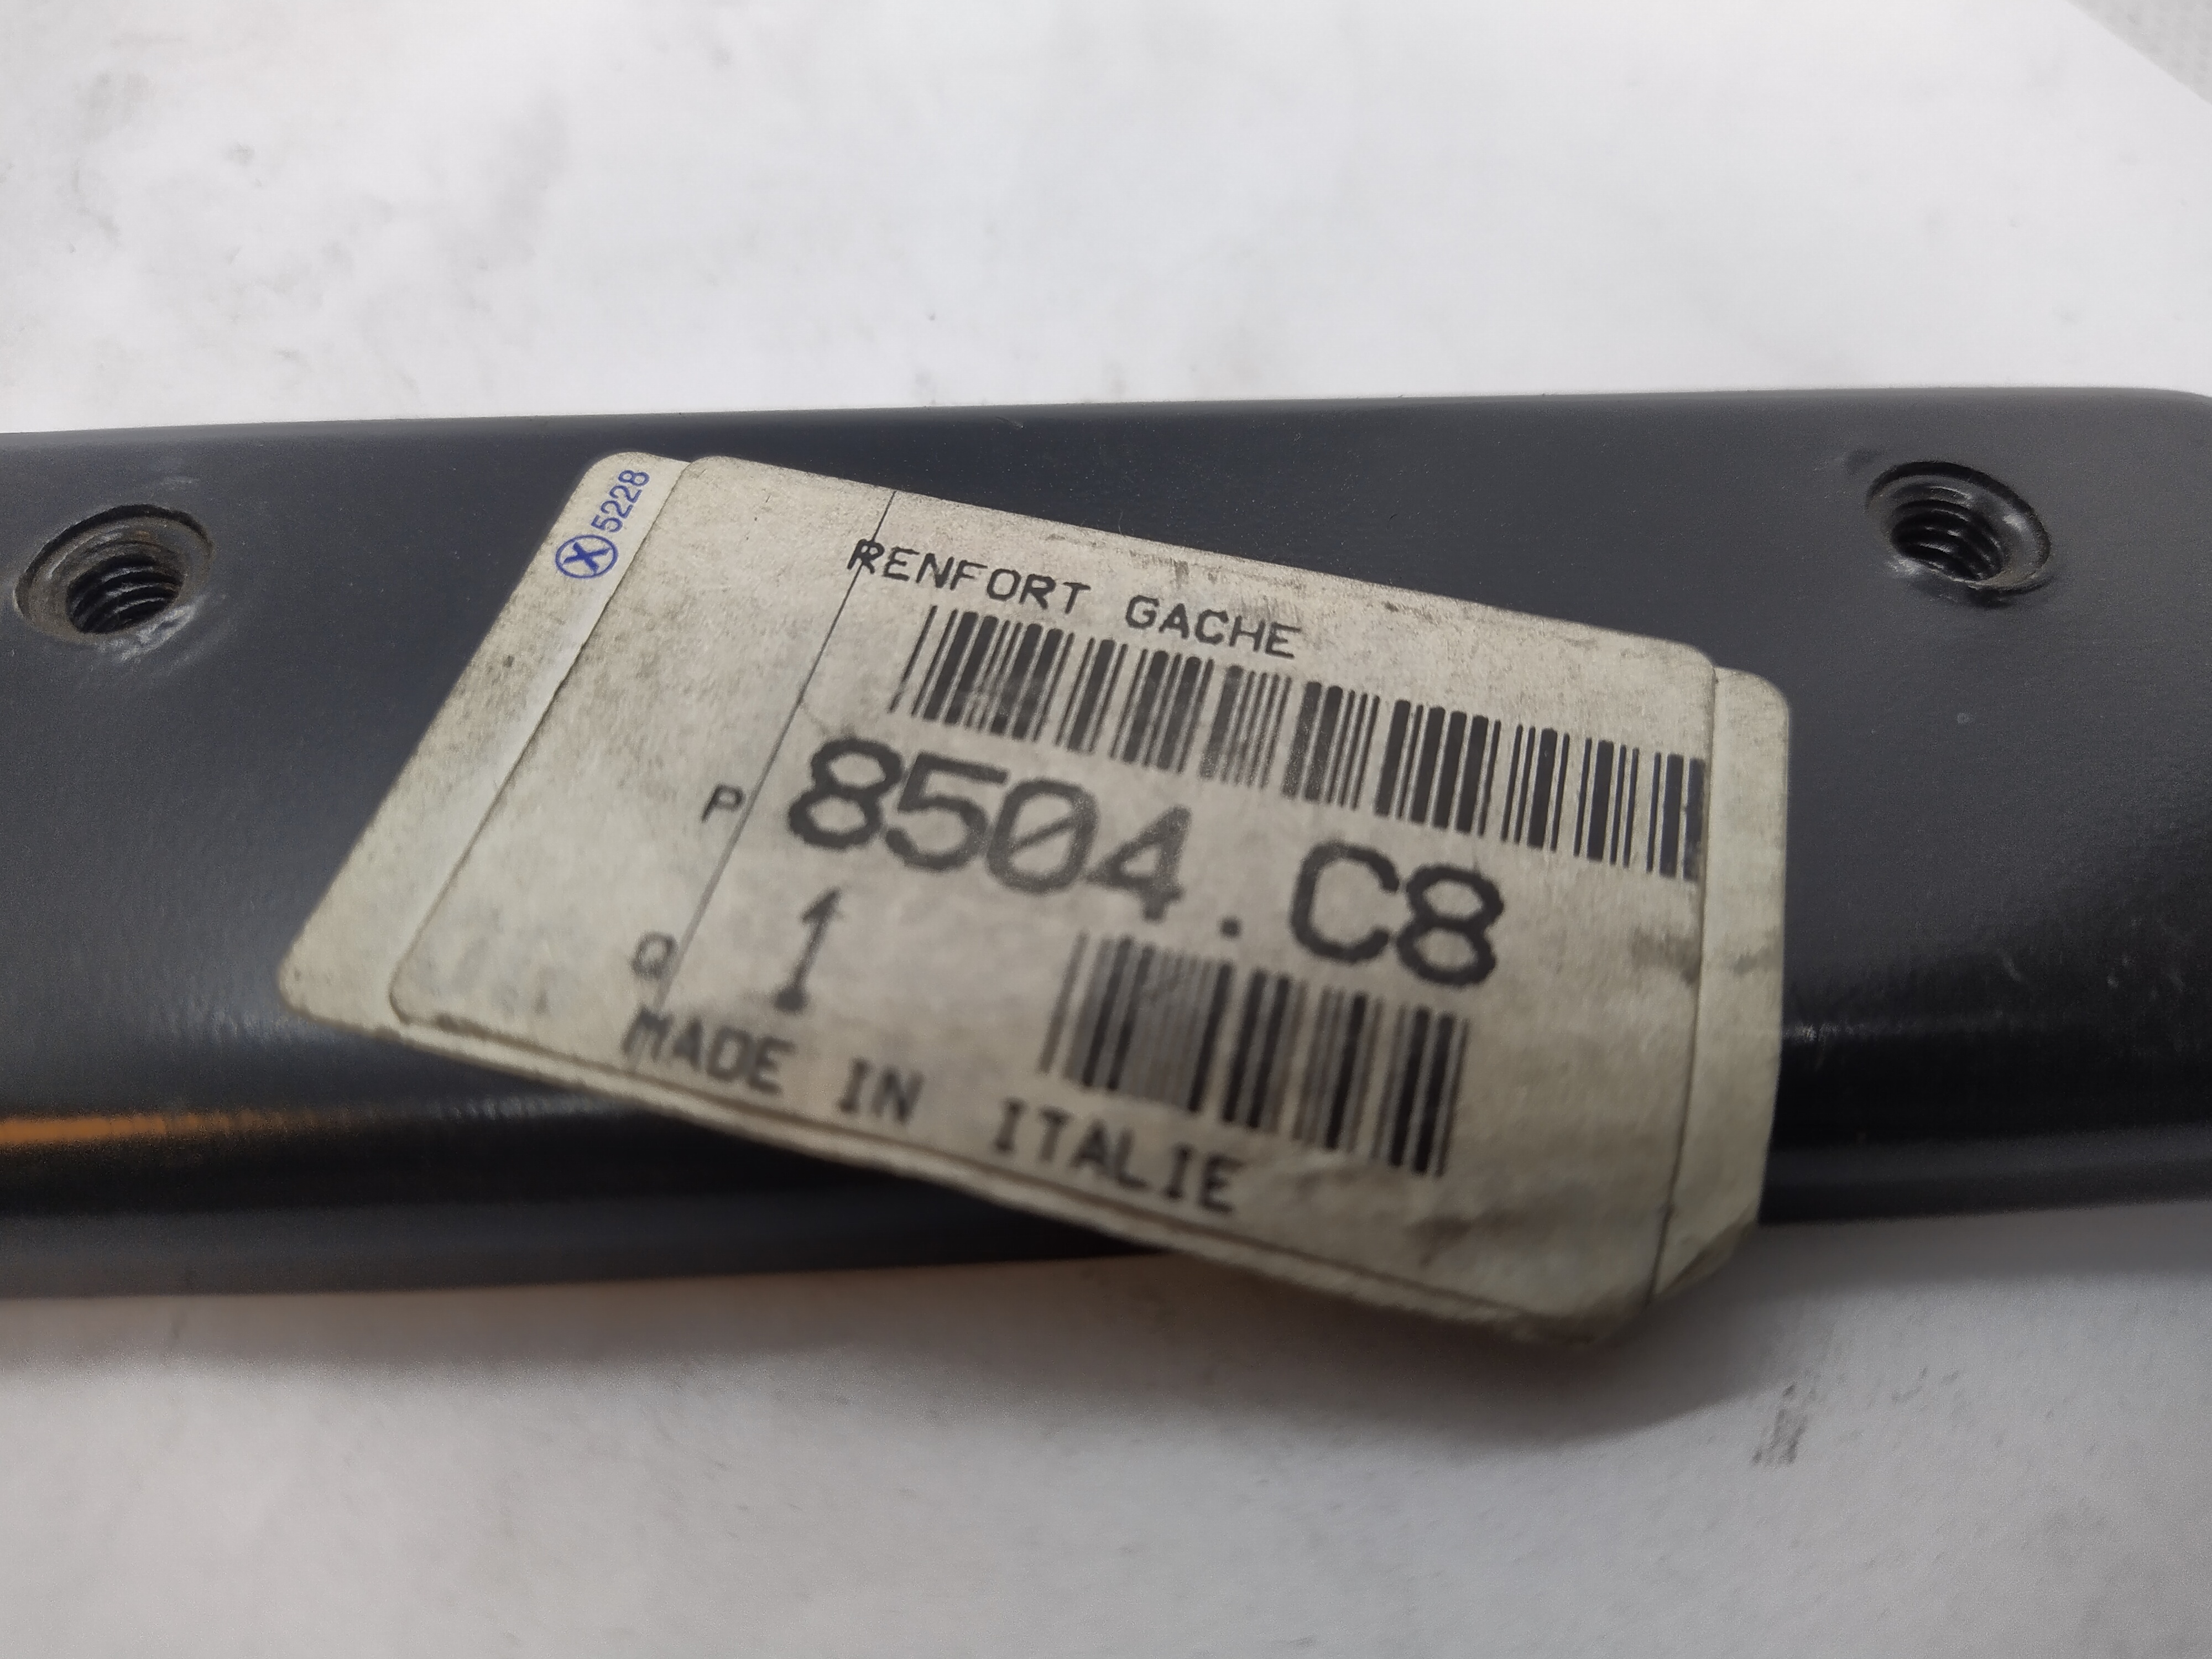 X 5228
RENFORT GACHE
P 8504.C8
Q 1
MADE IN ITALIE